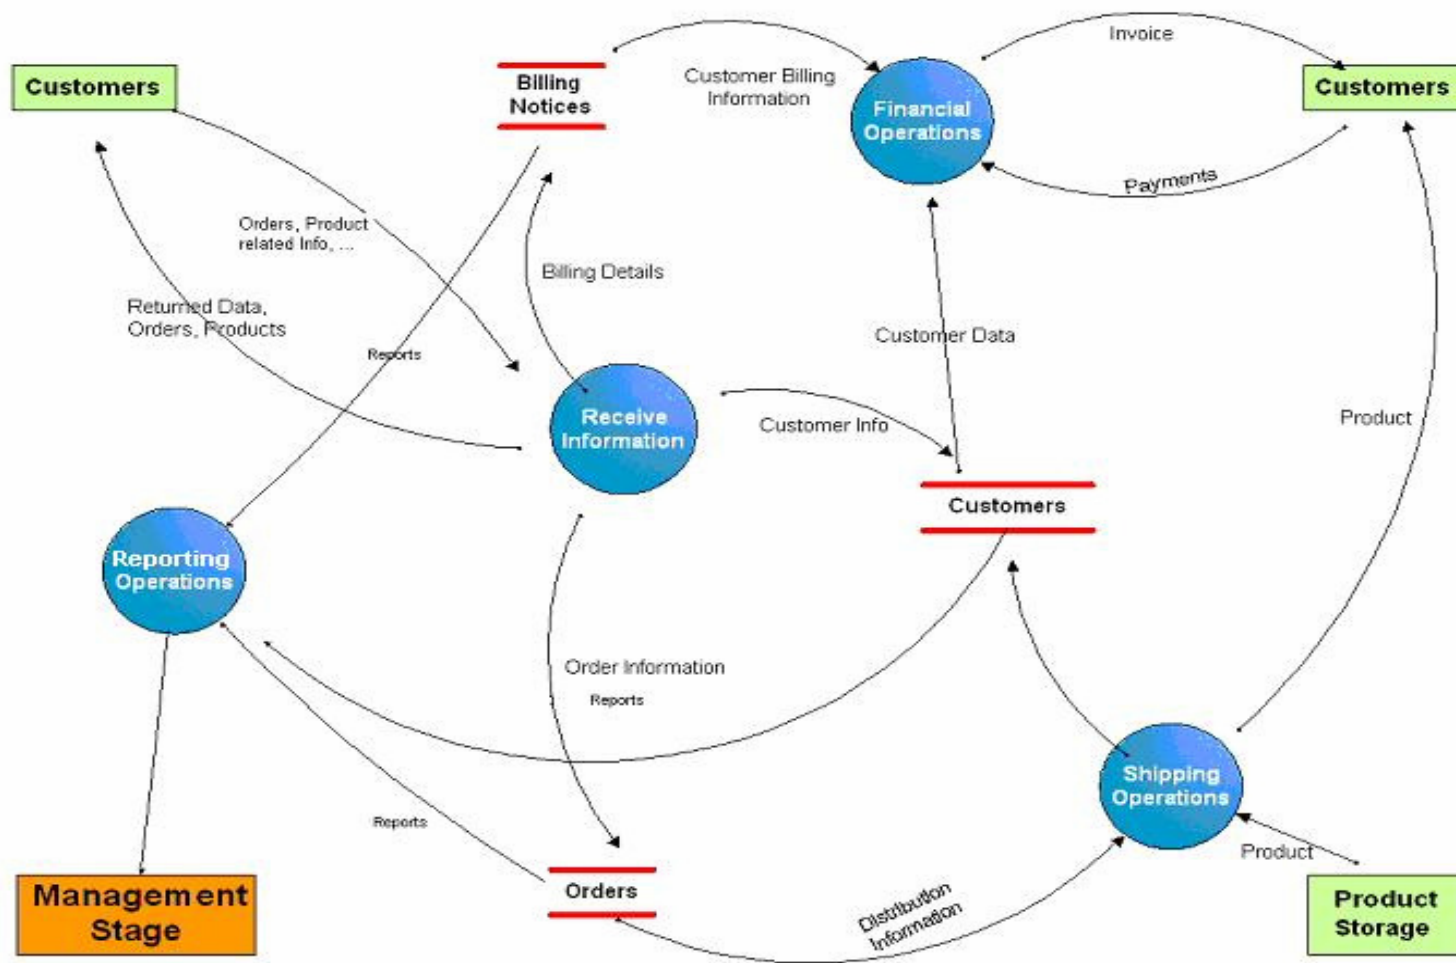 Invoice
Customers
Billing
Notices
Customer Billing
Information
Financial
Operations
Customers
Payments
Orders, Product
related Info, ...
Billing Details
Returned Data,
Orders, Products
Reports
Customer Data
Receive
Information
Customer Info
Product
Customers
Reporting
Operations
Order Information
Reports
Shipping
Operations
Reports
Product
Orders
Distribution
Information
Management
Stage
Product
Storage